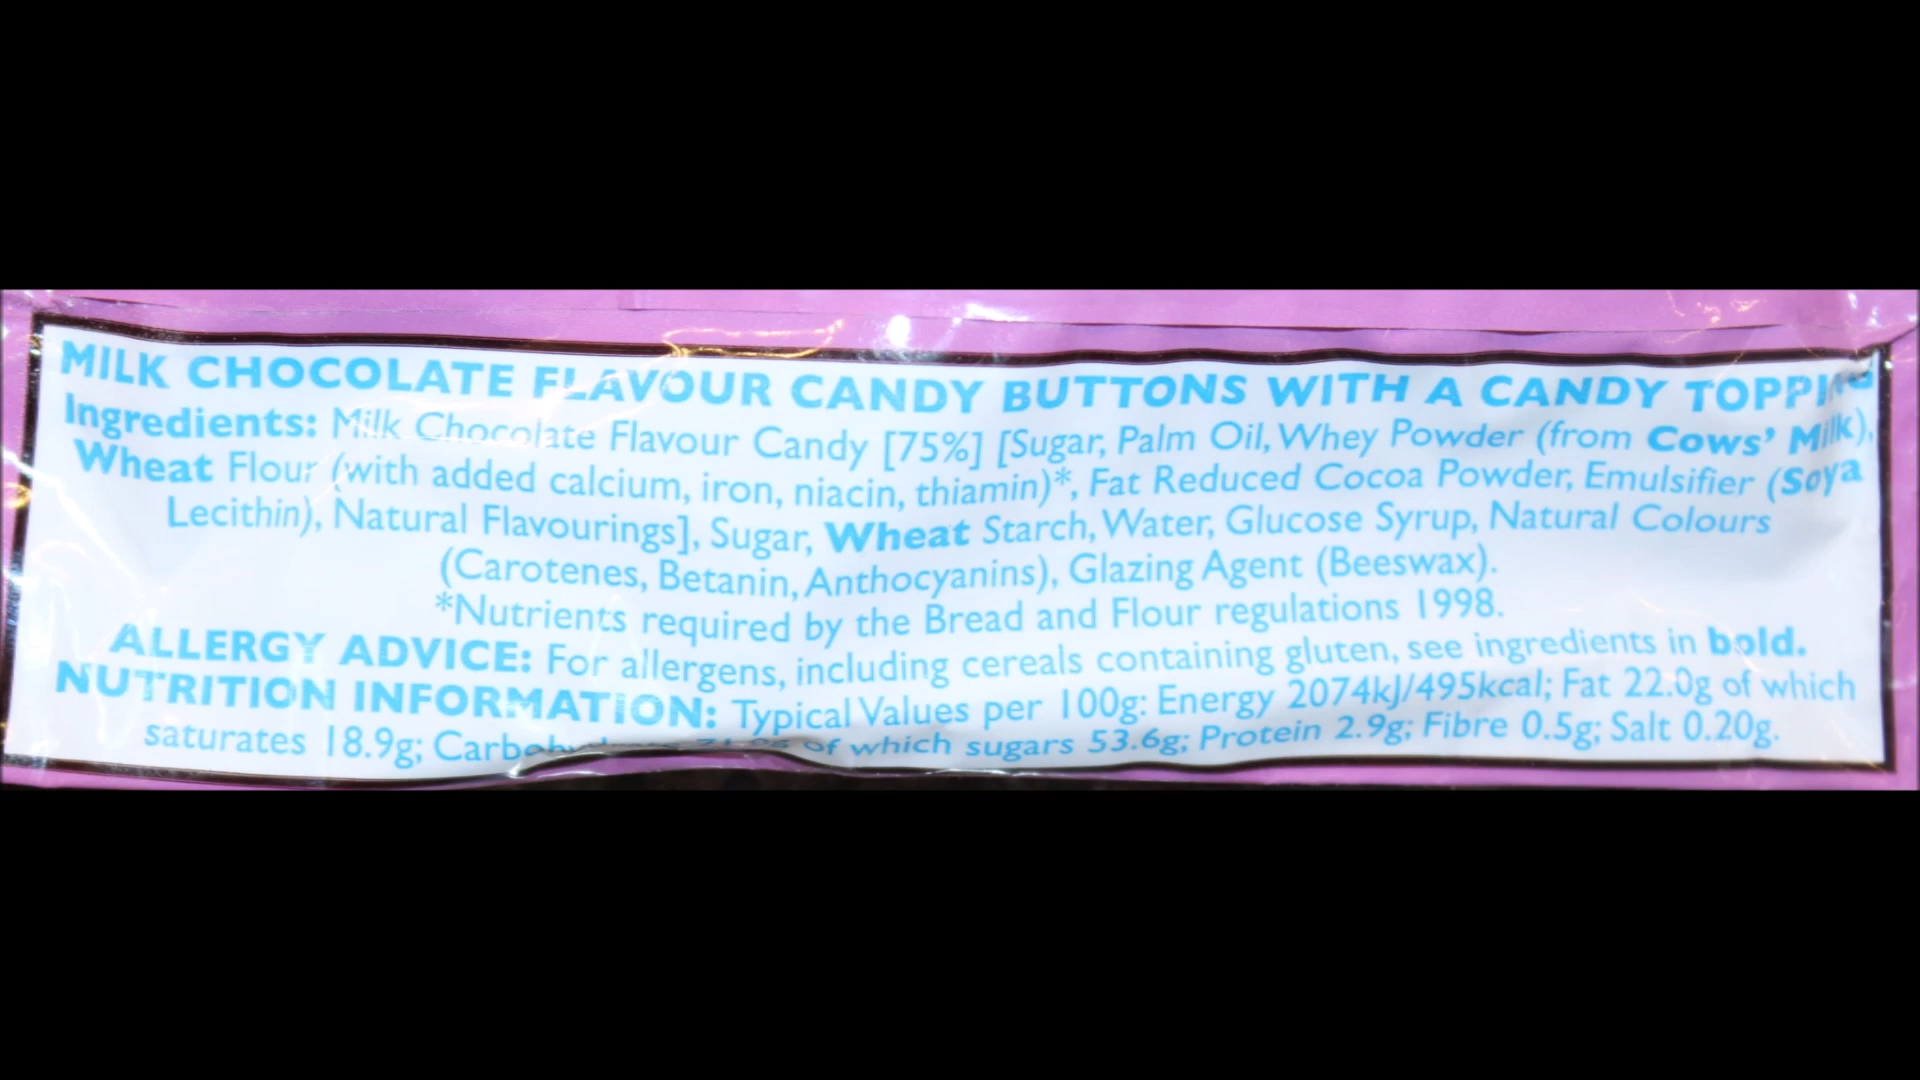 MILK CHOCOLATE FLAVOUR CANDY BUTTONS WITH A CANDY TOPPING
Ingredients: Milk Chocolate Flavour Candy [75%] [Sugar, Palm Oil, Whey Powder (from Cows' Milk),
Wheat Flour (with added calcium, iron, niacin, thiamin)*, Fat Reduced Cocoa Powder, Emulsifier (Soya
Lecithin), Natural Flavourings], Sugar, Wheat Starch, Water, Glucose Syrup, Natural Colours
(Carotenes, Betanin, Anthocyanins), Glazing Agent (Beeswax).
*Nutrients required by the Bread and Flour regulations 1998.
ALLERGY ADVICE: For allergens, including cereals containing gluten, see ingredients in bold.
NUTRITION INFORMATION: Typical Values per 100g: Energy 2074kJ/495kcal; Fat 22.0g of which
saturates 18.9g; of which sugars 53.6g; Protein 2.9g; Fibre 0.5g; Salt 0.20g.